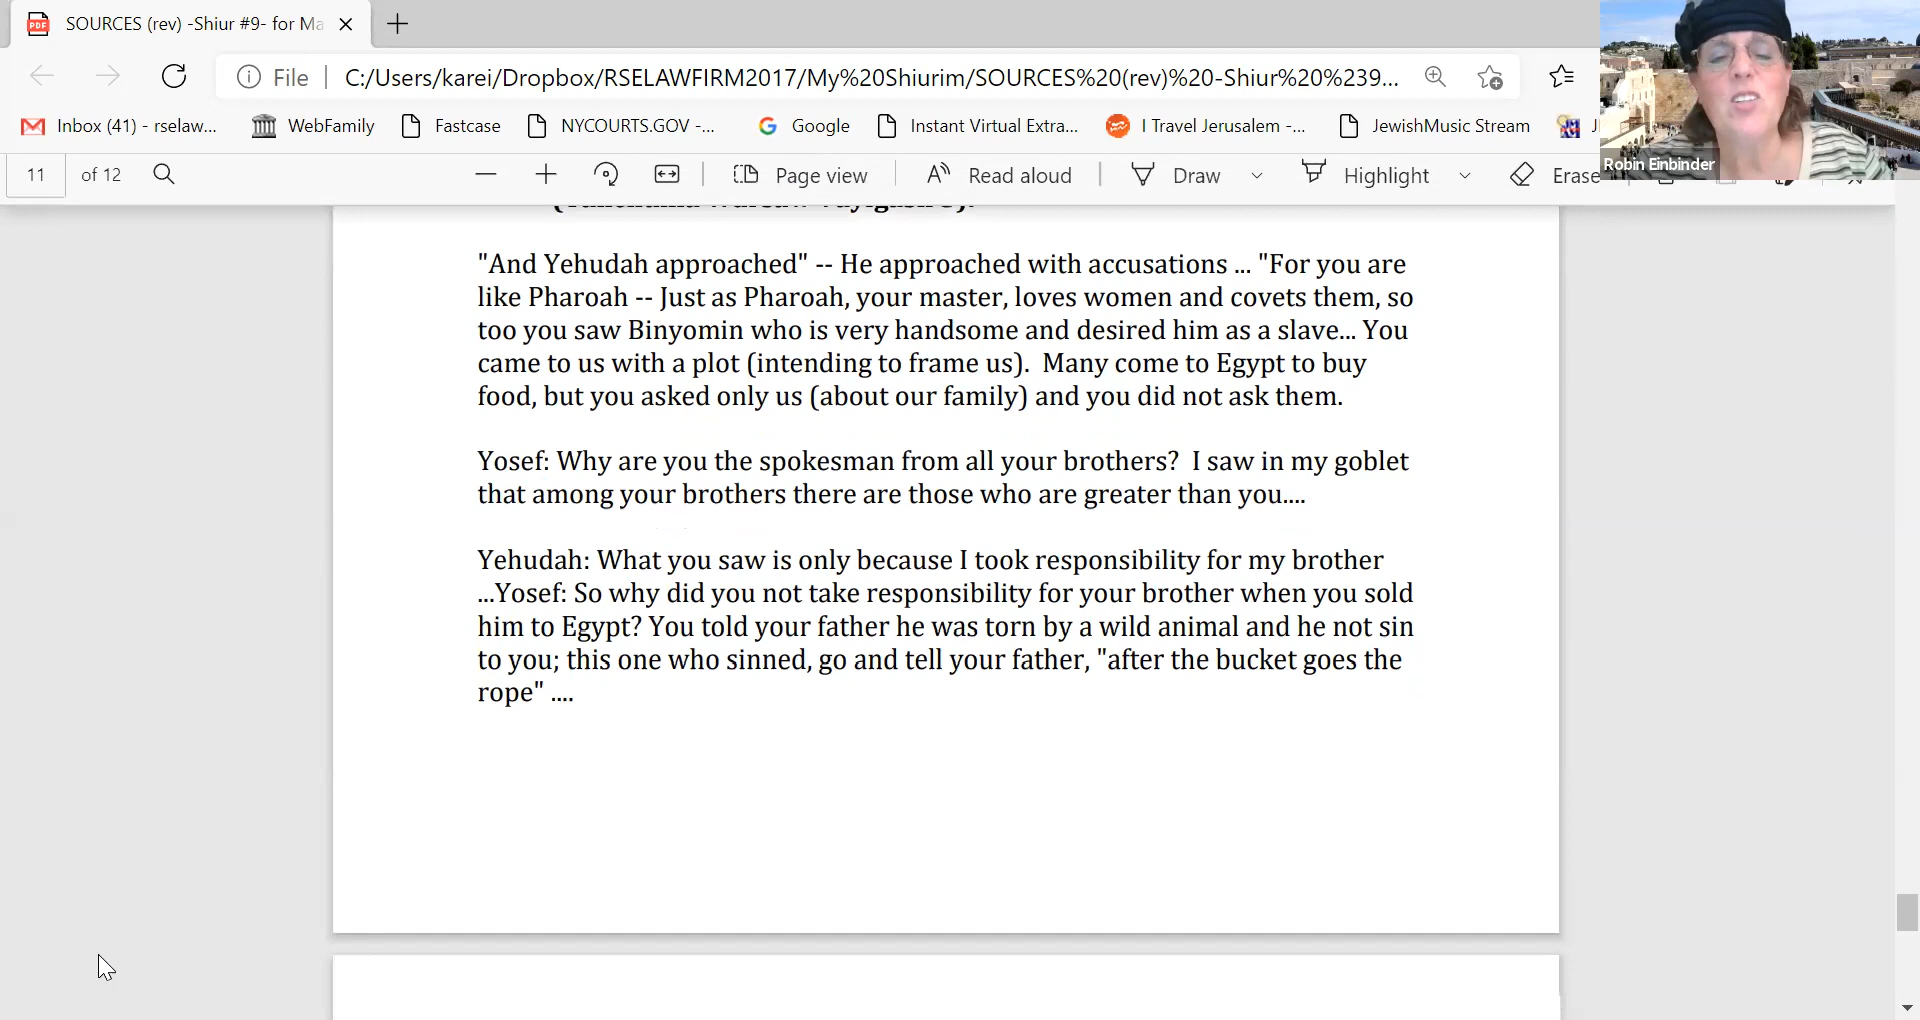 SOURCES (rev) -Shiur #9- for Ma
File
C:/Users/karei/Dropbox/RSELAWFIRM2017/My%20Shiurim/SOURCES%20(rev)%20-Shiur%20%239...
Inbox (41) - rselaw...
WebFamily
Fastcase
NYCOURTS.GOV -...
Google
Instant Virtual Extra...
I Travel Jerusalem -...
JewishMusic Stream
Robin Einbinder
11 of 12
Page view
Read aloud
Draw
Highlight
Erase
"And Yehudah approached" -- He approached with accusations ... "For you are
like Pharoah -- Just as Pharoah, your master, loves women and covets them, so
too you saw Binyomin who is very handsome and desired him as a slave... You
came to us with a plot (intending to frame us). Many come to Egypt to buy
food, but you asked only us (about our family) and you did not ask them.
Yosef: Why are you the spokesman from all your brothers? I saw in my goblet
that among your brothers there are those who are greater than you....
Yehudah: What you saw is only because I took responsibility for my brother
...Yosef: So why did you not take responsibility for your brother when you sold
him to Egypt? You told your father he was torn by a wild animal and he not sin
to you; this one who sinned, go and tell your father, "after the bucket goes the
rope" ....